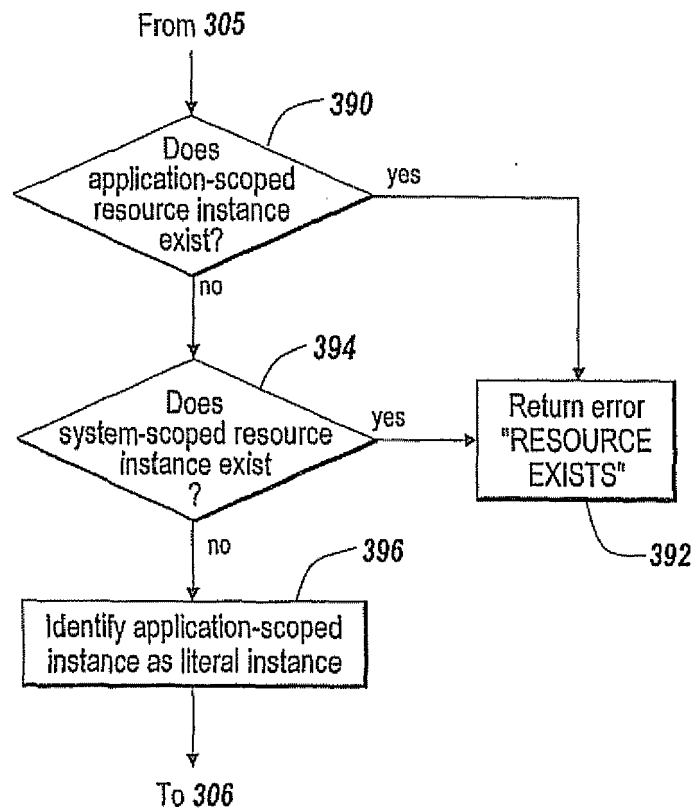 From 305
390
Does
application-scoped
resource instance
exist?
yes
no
394
Does
system-scoped resource
instance exist
?
yes
Return error
"RESOURCE
EXISTS"
392
no
396
Identify application-scoped
instance as literal instance
To 306